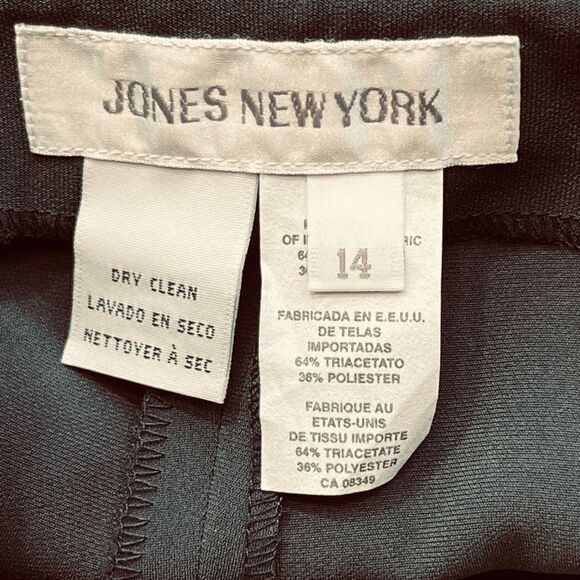 JONES NEW YORK
DRY CLEAN
LAVADO EN SECO
NETTOYER À SEC
14
OF
FABRICADA EN E.E.U.U.
DE TELAS
IMPORTADAS
64% TRIACETATO
36% POLIESTER
FABRIQUE AU
ETATS-UNIS
DE TISSU IMPORTE
64% TRIACETATE
36% POLYESTER
CA 08349